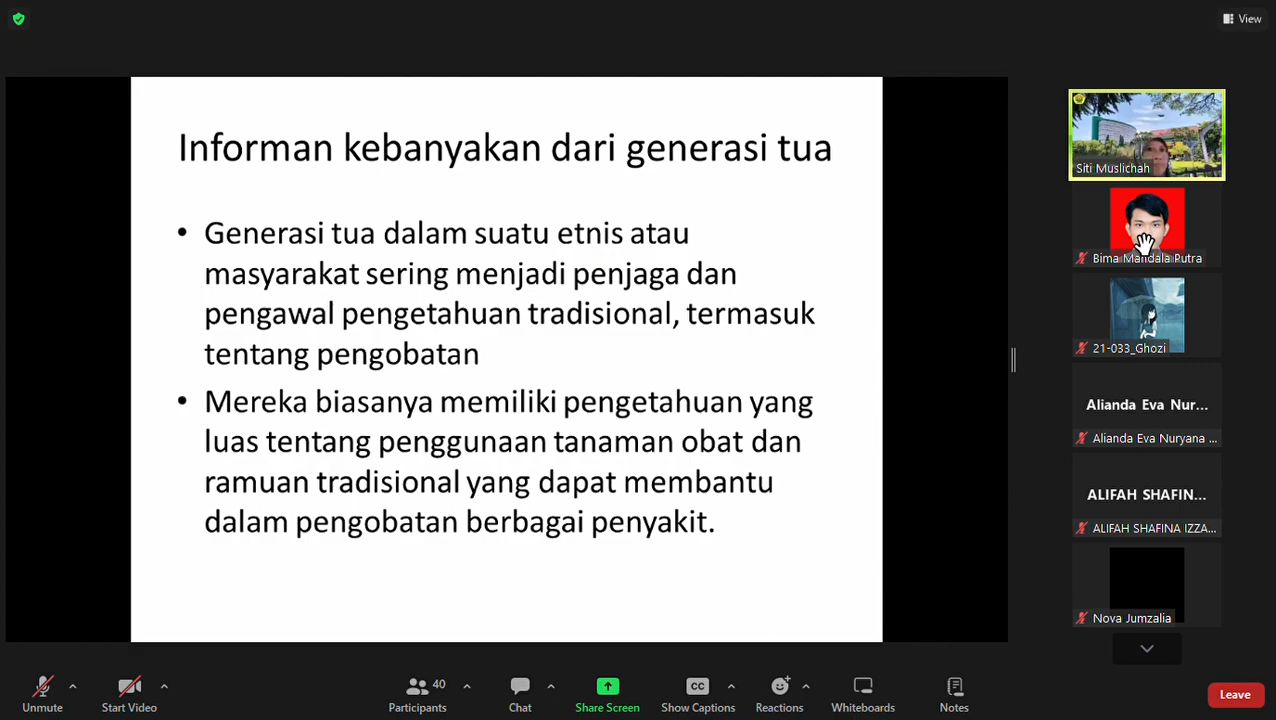 View
Informan kebanyakan dari generasi tua
• Generasi tua dalam suatu etnis atau
masyarakat sering menjadi penjaga dan
pengawal pengetahuan tradisional, termasuk
tentang pengobatan
• Mereka biasanya memiliki pengetahuan yang
luas tentang penggunaan tanaman obat dan
ramuan tradisional yang dapat membantu
dalam pengobatan berbagai penyakit.
Siti Muslichah
Bima Mandala Putra
21-033_Ghozi
Alianda Eva Nur...
Alianda Eva Nuryana ...
ALIFAH SHAFIN...
ALIFAH SHAFINA IZZA...
Nova Jumzalia
Unmute
Start Video
40
Participants
Chat
Share Screen
CC
Show Captions
Reactions
Whiteboards
Notes
Leave